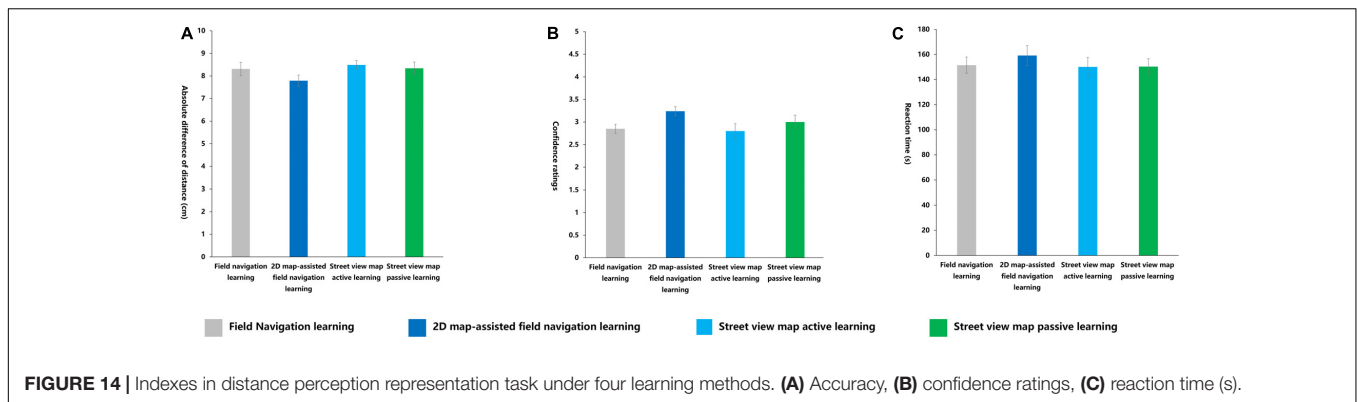 A
Absolute difference of distance (cm)
10
9
8
7
6
5
4
3
2
1
0
Field navigation
learning
2D map-assisted
field navigation
learning
Street view map
active learning
Street view map
passive learning
B
Confidence ratings
5
4.5
4
3.5
3
2.5
2
1.5
1
0.5
0
Field navigation
learning
2D map-assisted
field navigation
learning
Street view map
active learning
Street view map
passive learning
C
Reaction time (s)
180
160
140
120
100
80
60
40
20
0
Field navigation
learning
2D map-assisted
field navigation
learning
Street view map
active learning
Street view map
passive learning
Field Navigation learning
2D map-assisted field navigation learning
Street view map active learning
Street view map passive learning
FIGURE 14 | Indexes in distance perception representation task under four learning methods. (A) Accuracy, (B) confidence ratings, (C) reaction time (s).